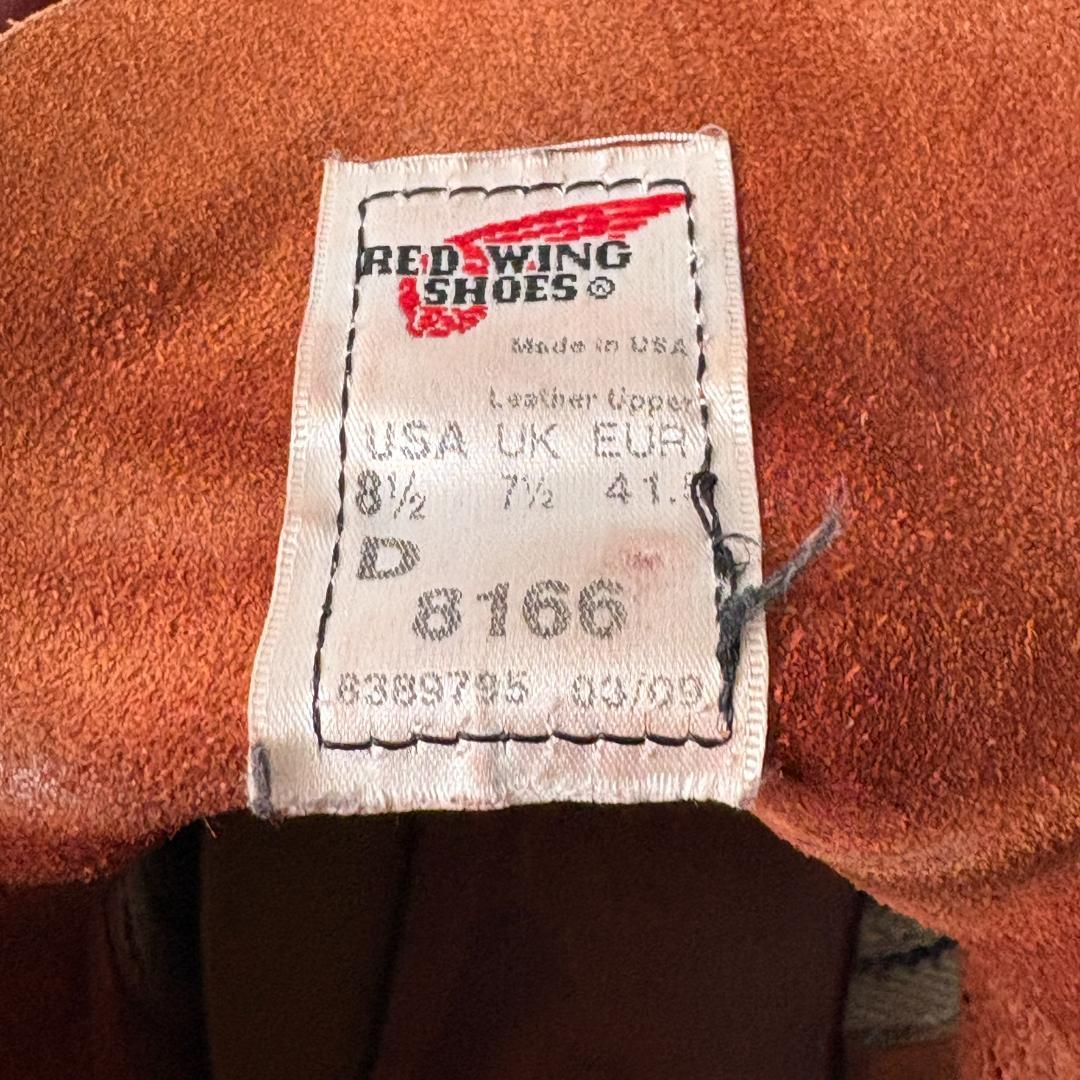 RED WING
SHOES®
Made in USA
Leather Upper
USA UK EUR
8½ 7½ 41.5
D
8166
6389795 03/09